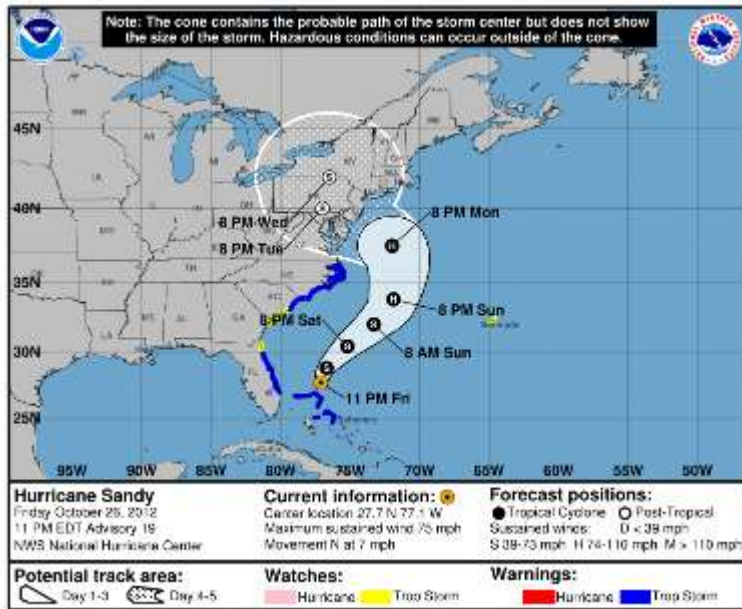 Note: The cone contains the probable path of the storm center but does not show
the size of the storm. Hazardous conditions can occur outside of the cone.
45N
40N
35N
30N
25N
8 PM Wed
8 PM Tue
8 PM Mon
8 PM Sun
8 PM Sat
8 AM Sun
11 PM Fri
95W 90W 85W 80W 75W 70W 65W 60W 55W 50W
Hurricane Sandy
Friday October 26, 2012
11 PM EDT Advisory 19
NWS National Hurricane Center
Current information:
Center location 27.7 N 77.1 W
Maximum sustained wind 75 mph
Movement N at 7 mph
Forecast positions:
Tropical Cyclone Post-Tropical
Sustained winds: D < 39 mph
S 39-73 mph H 74-110 mph M > 110 mph
Potential track area:
Day 1-3 Day 4-5
Watches:
Hurricane Trop Storm
Warnings:
Hurricane Trop Storm